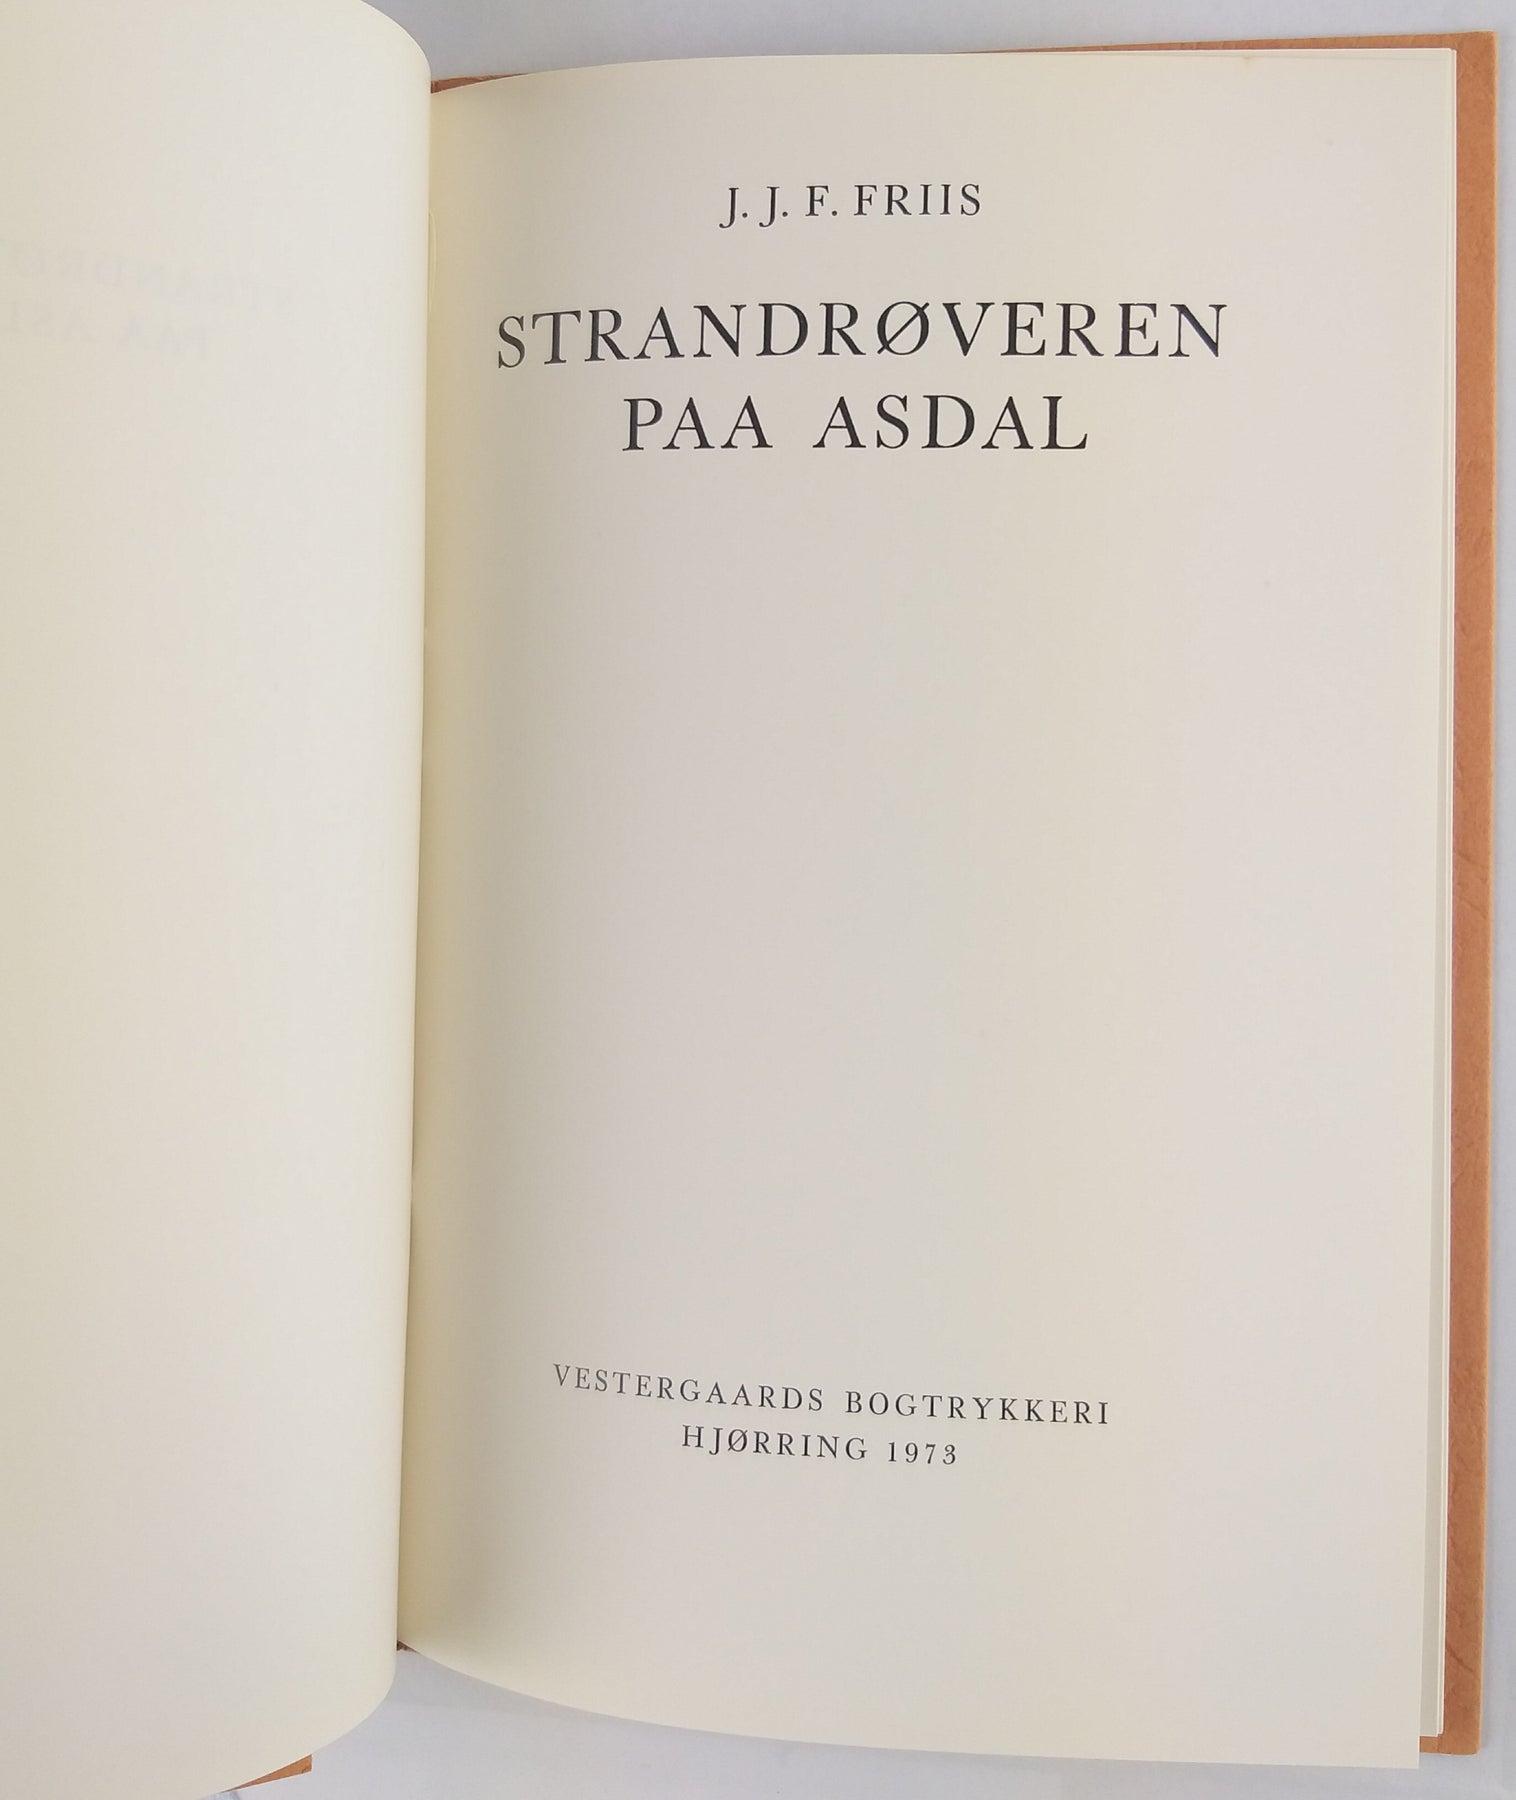 J. J. F. FRIIS
STRANDRØVEREN
PAA ASDAL
VESTERGAARDS BOGTRYKKERI
HJØRRING 1973